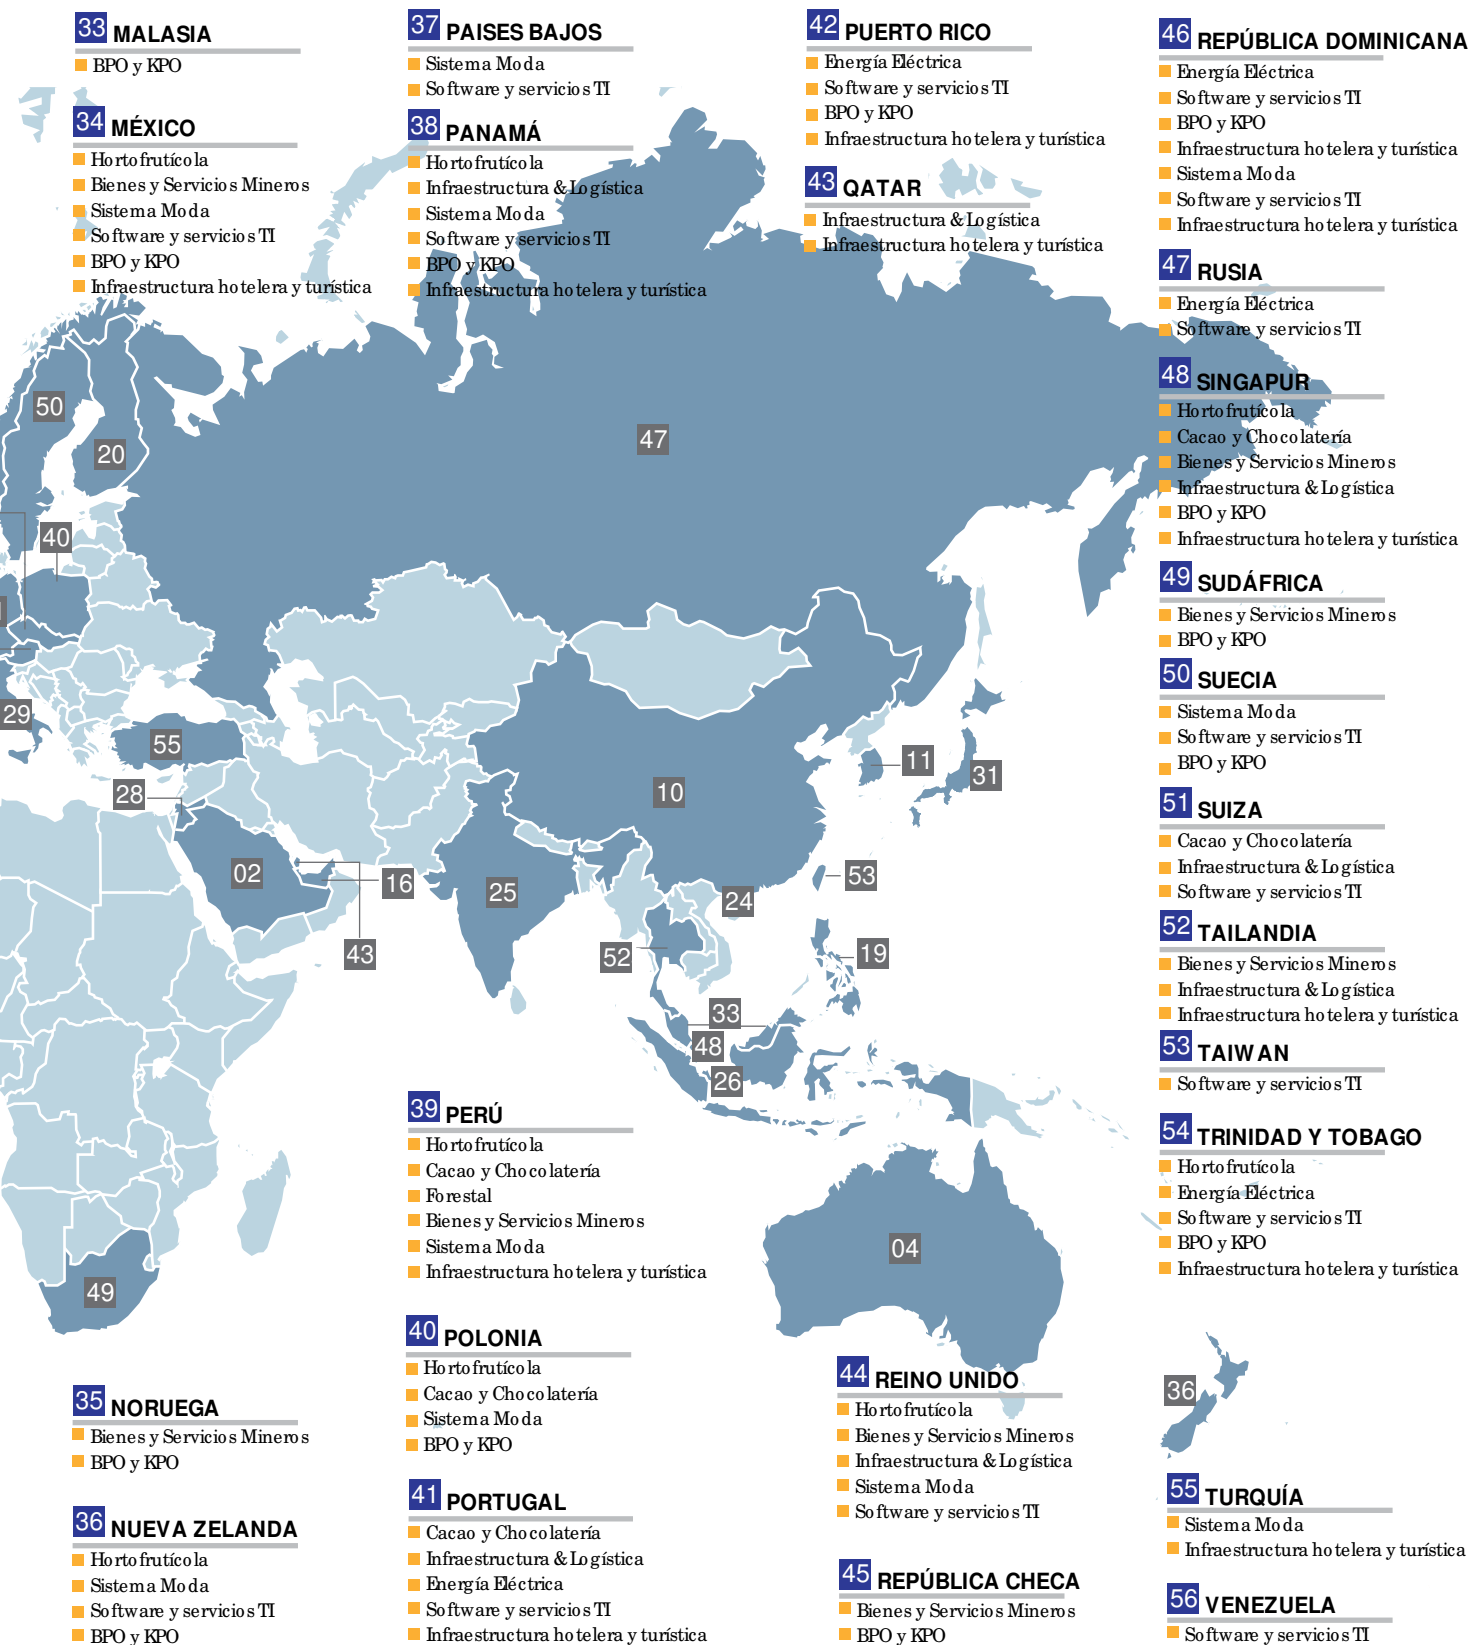 33 MALASIA
BPO y KPO
34 MÉXICO
Hortofrutícola
Bienes y Servicios Mineros
Sistema Moda
Software y servicios TI
BPO y KPO
Infraestructura hotelera y turística
37 PAISES BAJOS
Sistema Moda
Software y servicios TI
38 PANAMÁ
Hortofrutícola
Infraestructura & Logística
Sistema Moda
Software y servicios TI
BPO y KPO
Infraestructura hotelera y turística
42 PUERTO RICO
Energía Eléctrica
Software y servicios TI
BPO y KPO
Infraestructura hotelera y turística
43 QATAR
Infraestructura & Logística
Infraestructura hotelera y turística
46 REPÚBLICA DOMINICANA
Energía Eléctrica
Software y servicios TI
BPO y KPO
Infraestructura hotelera y turística
Sistema Moda
Software y servicios TI
Infraestructura hotelera y turística
47 RUSIA
Energía Eléctrica
Software y servicios TI
48 SINGAPUR
Hortofrutícola
Cacao y Chocolatería
Bienes y Servicios Mineros
Infraestructura & Logística
BPO y KPO
Infraestructura hotelera y turística
49 SUDÁFRICA
Bienes y Servicios Mineros
BPO y KPO
50 SUECIA
Sistema Moda
Software y servicios TI
BPO y KPO
51 SUIZA
Cacao y Chocolatería
Infraestructura & Logística
Software y servicios TI
52 TAILANDIA
Bienes y Servicios Mineros
Infraestructura & Logística
Infraestructura hotelera y turística
53 TAIWAN
Software y servicios TI
54 TRINIDAD Y TOBAGO
Hortofrutícola
Energía Eléctrica
Software y servicios TI
BPO y KPO
Infraestructura hotelera y turística
50
20
47
40
29
55
28
02
16
43
25
10
11
31
53
24
52
19
33
48
26
04
49
36
39 PERÚ
Hortofrutícola
Cacao y Chocolatería
Forestal
Bienes y Servicios Mineros
Sistema Moda
Infraestructura hotelera y turística
40 POLONIA
Hortofrutícola
Cacao y Chocolatería
Sistema Moda
BPO y KPO
35 NORUEGA
Bienes y Servicios Mineros
BPO y KPO
36 NUEVA ZELANDA
Hortofrutícola
Sistema Moda
Software y servicios TI
BPO y KPO
41 PORTUGAL
Cacao y Chocolatería
Infraestructura & Logística
Energía Eléctrica
Software y servicios TI
Infraestructura hotelera y turística
44 REINO UNIDO
Hortofrutícola
Bienes y Servicios Mineros
Infraestructura & Logística
Sistema Moda
Software y servicios TI
45 REPÚBLICA CHECA
Bienes y Servicios Mineros
BPO y KPO
55 TURQUÍA
Sistema Moda
Infraestructura hotelera y turística
56 VENEZUELA
Software y servicios TI